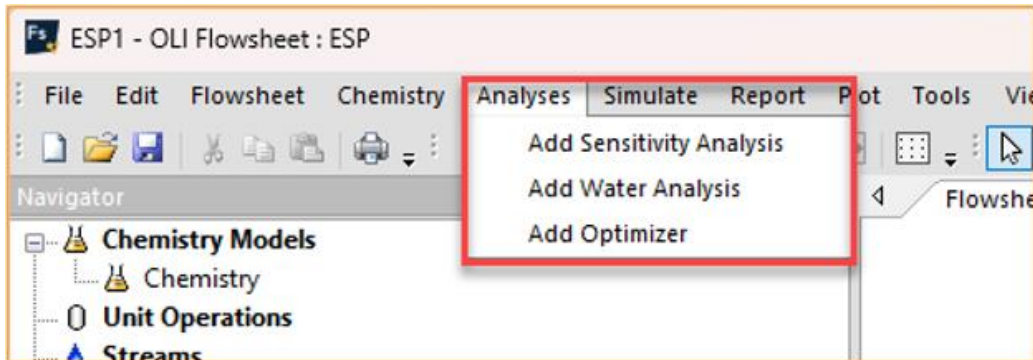 Fs ESP1 - OLI Flowsheet : ESP
File Edit Flowsheet Chemistry Analyses Simulate Report Plot Tools
Add Sensitivity Analysis
Add Water Analysis
Add Optimizer
Navigator
Chemistry Models
Chemistry
Unit Operations
Streams